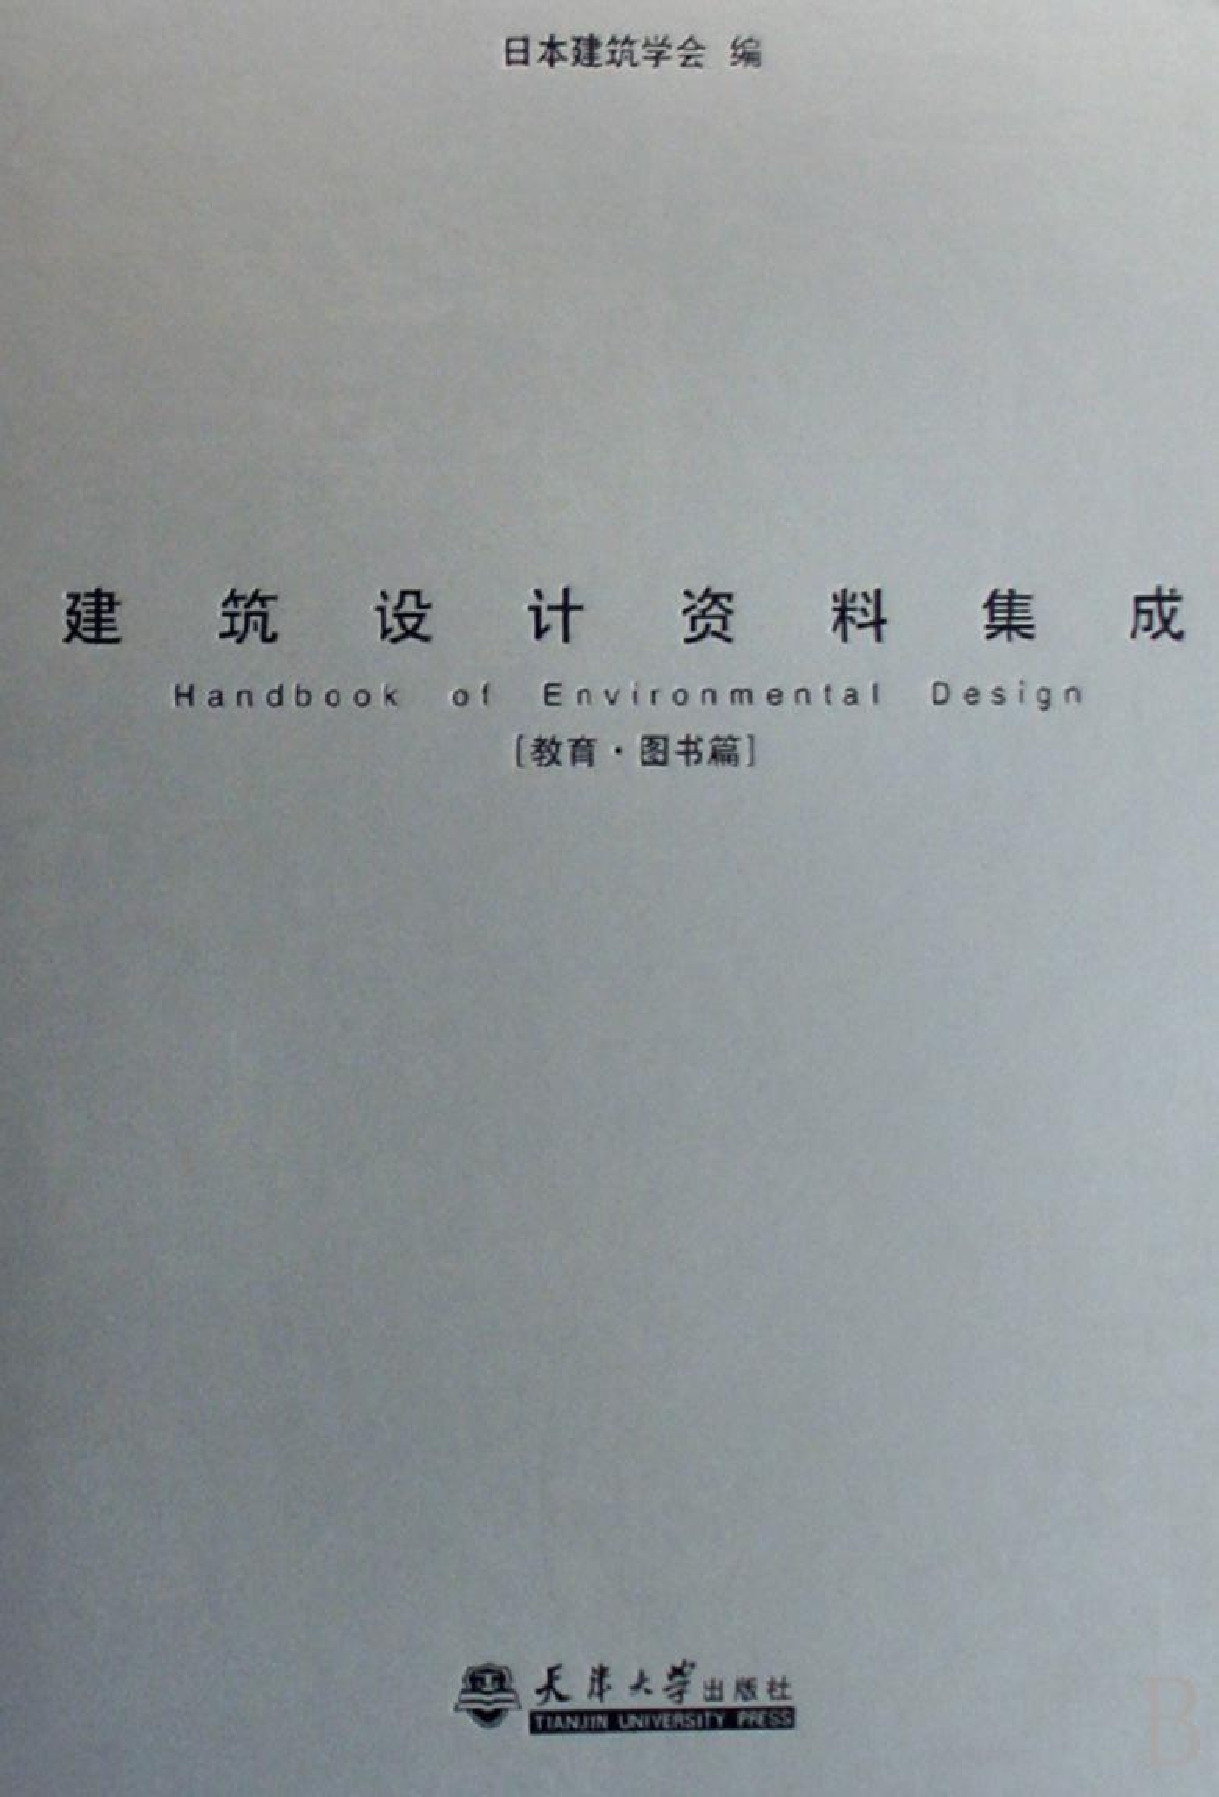 日本建筑学会 编
建筑设计资料集成
Handbook of Environmental Design
[教育·图书篇]
天津大学出版社
TIANJIN UNIVERSITY PRESS
B